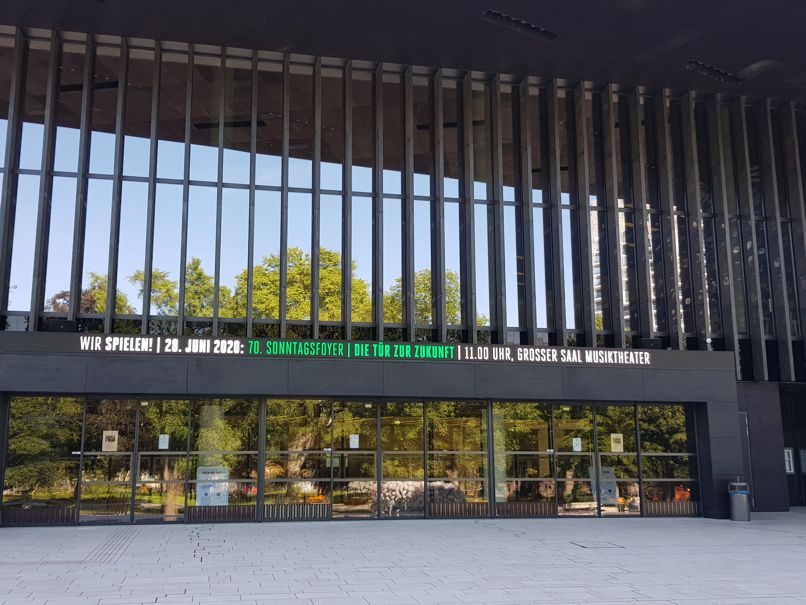 WIR SPIELEN! | 28. JUNI 2020: 70. SONNTAGSFOYER | DIE TÜR ZUR ZUKUNFT | 11.00 UHR, GROSSER SAAL MUSIKTHEATER